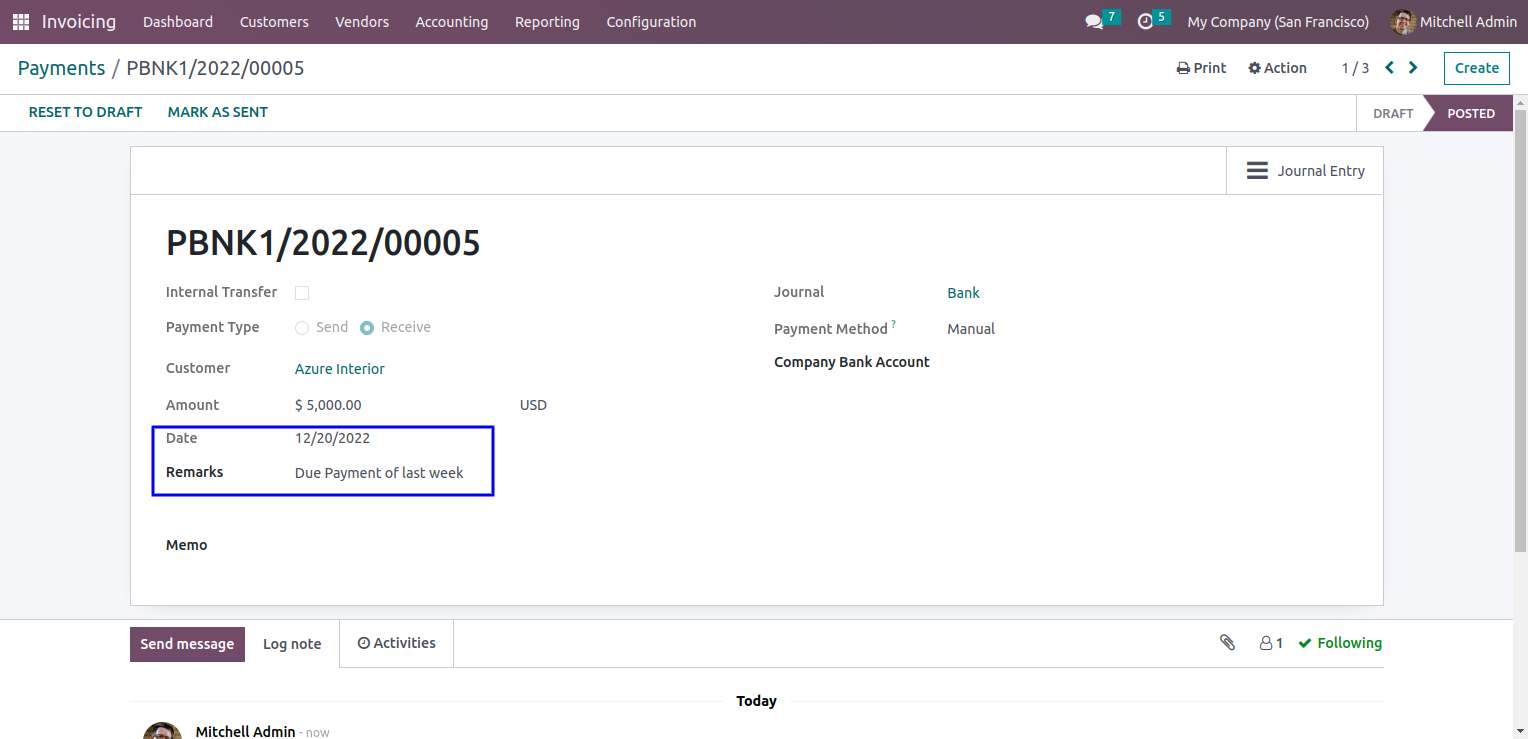 Invoicing Dashboard Customers Vendors Accounting Reporting Configuration 7 5 My Company (San Francisco) Mitchell Admin
Payments / PBNK1/2022/00005 Print Action 1 / 3 Create
RESET TO DRAFT MARK AS SENT DRAFT POSTED
Journal Entry
PBNK1/2022/00005
Internal Transfer Journal Bank
Payment Type Send Receive Payment Method ? Manual
Customer Azure Interior Company Bank Account
Amount $ 5,000.00 USD
Date 12/20/2022
Remarks Due Payment of last week
Memo
Send message Log note Activities 1 Following
Today
Mitchell Admin - now